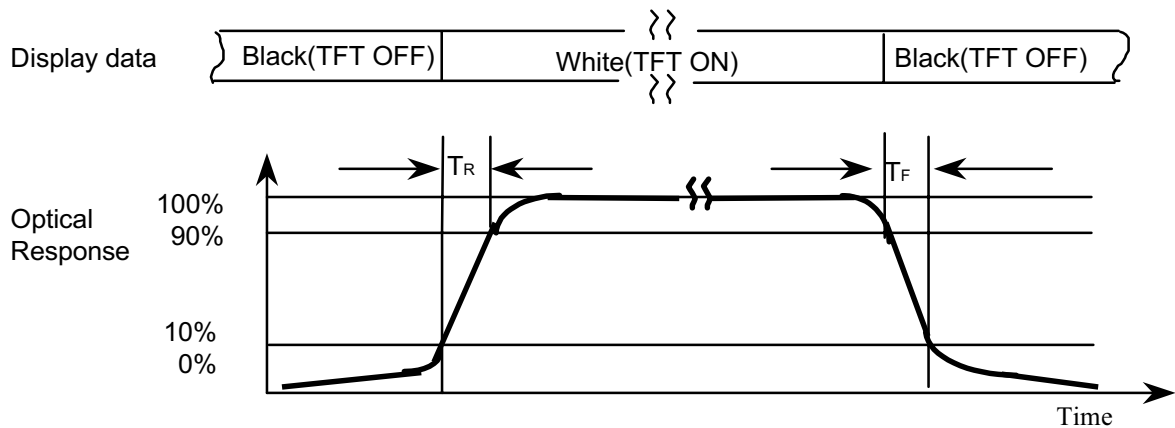 Display data
Black(TFT OFF)
White(TFT ON)
Black(TFT OFF)
TR
TF
Optical
Response
100%
90%
10%
0%
Time